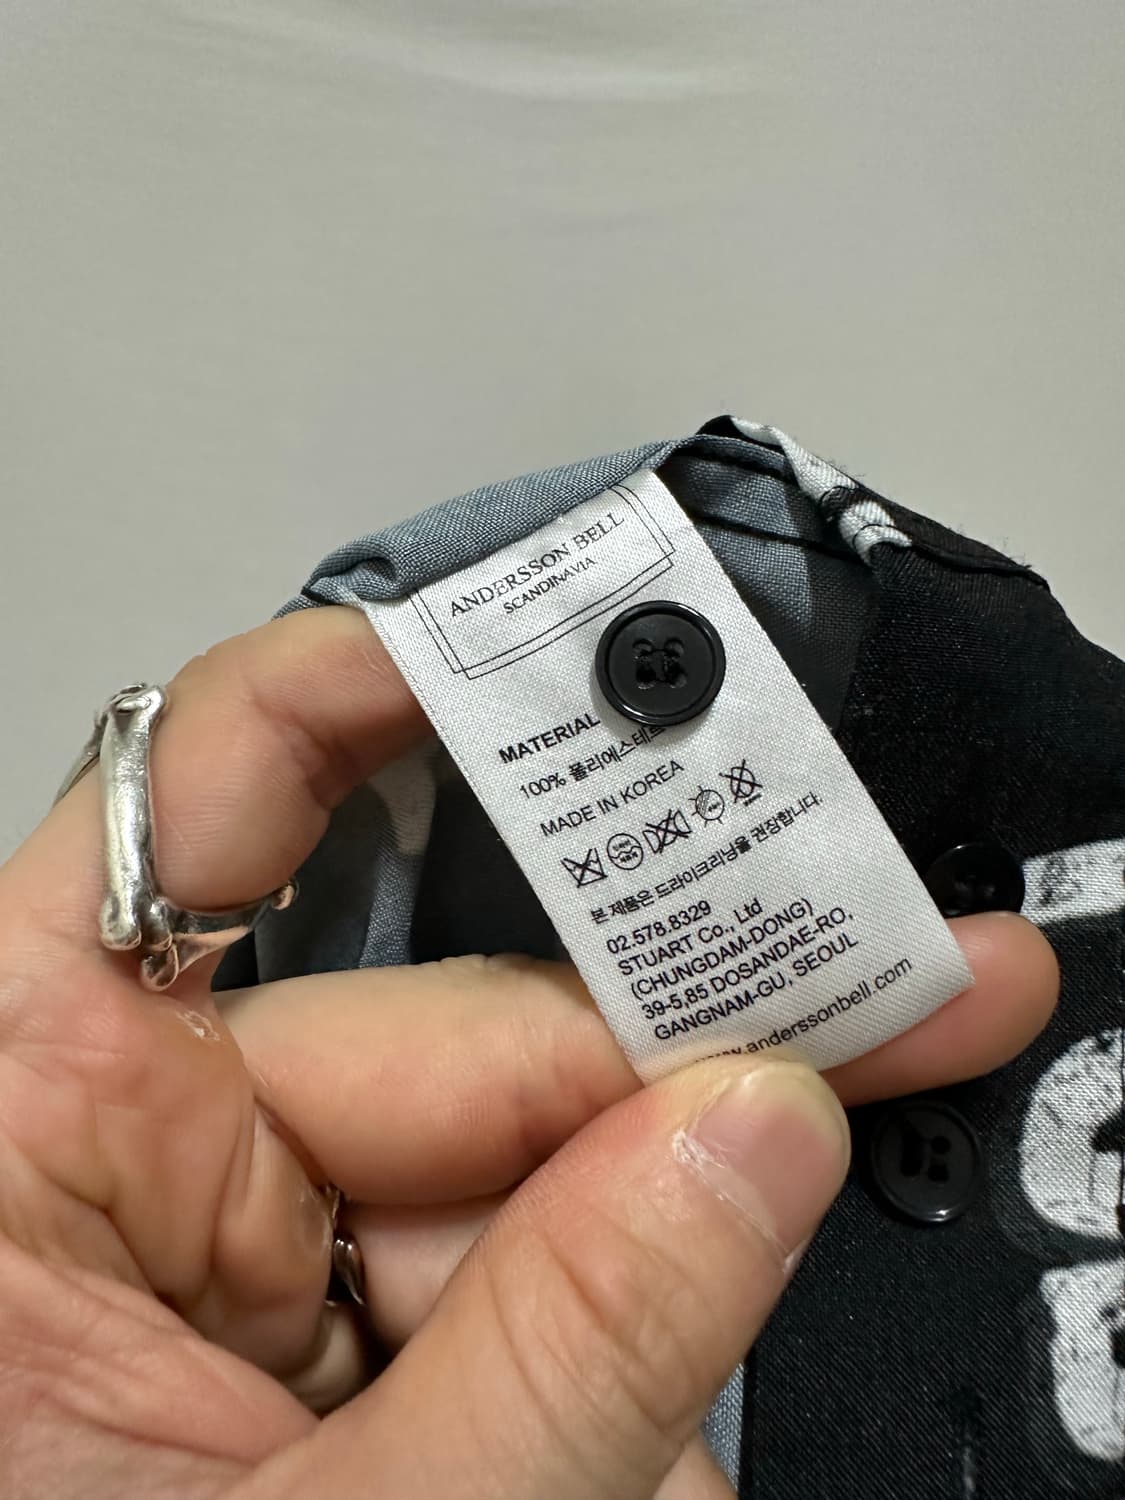 ANDERSSON BELL
SCANDINAVIA
MATERIAL
100% 폴리에스테르
MADE IN KOREA
본 제품은 드라이크리닝을 권장합니다.
02.578.8329
STUART Co., Ltd
(CHUNGDAM-DONG)
39-5,85 DOSANDAE-RO,
GANGNAM-GU, SEOUL
www.anderssonbell.com